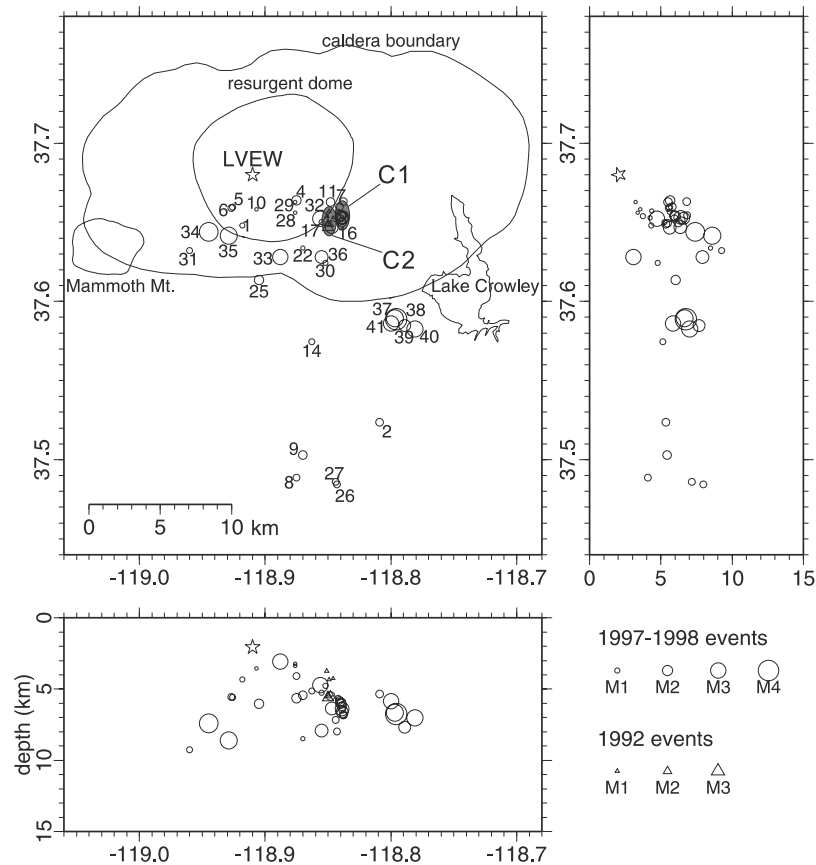 caldera boundary
resurgent dome
LVEW
C1
C2
5
6
10
1
4
29
28
11
7
32
17
16
34
35
31
33
22
36
30
25
Mammoth Mt.
Lake Crowley
37
38
41
39
40
14
2
9
8
27
26
0 5 10 km
37.7
37.6
37.5
-119.0 -118.9 -118.8 -118.7
37.7
37.6
37.5
0 5 10 15
0
5
10
15
depth (km)
-119.0 -118.9 -118.8 -118.7
1997-1998 events
M1 M2 M3 M4
1992 events
M1 M2 M3